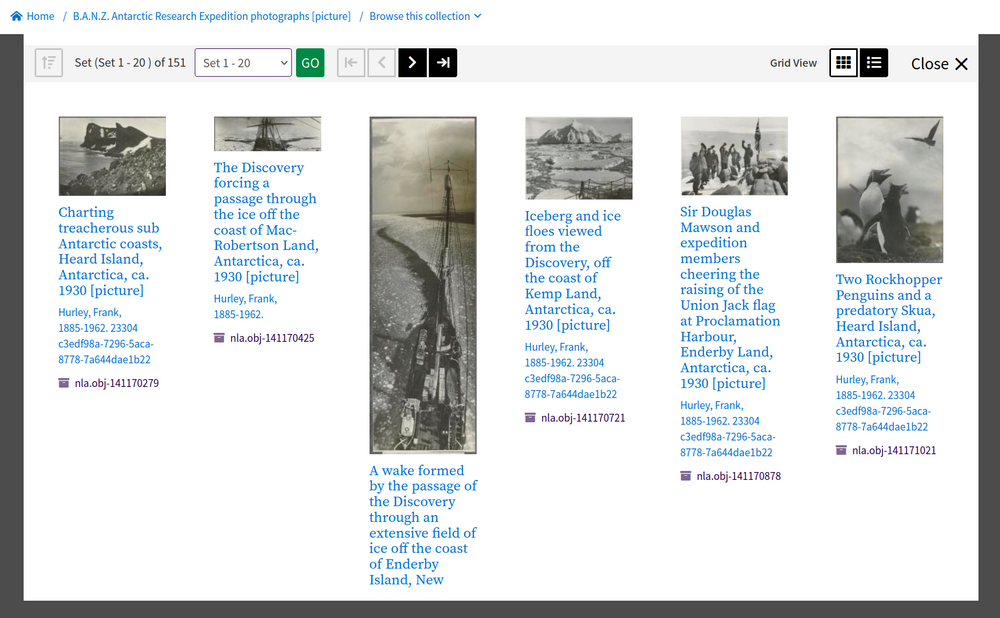 Home / B.A.N.Z. Antarctic Research Expedition photographs [picture] / Browse this collection
Set (Set 1 - 20 ) of 151
Set 1 - 20
GO
Grid View
Close
Charting
treacherous sub
Antarctic coasts,
Heard Island,
Antarctica, ca.
1930 [picture]
Hurley, Frank,
1885-1962. 23304
c3edf98a-7296-5aca-
8778-7a644dae1b22
nla.obj-141170279
The Discovery
forcing a
passage through
the ice off the
coast of Mac-
Robertson Land,
Antarctica, ca.
1930 [picture]
Hurley, Frank,
1885-1962.
nla.obj-141170425
A wake formed
by the passage of
the Discovery
through an
extensive field of
ice off the coast
of Enderby
Island, New
Iceberg and ice
floes viewed
from the
Discovery, off
the coast of
Kemp Land,
Antarctica, ca.
1930 [picture]
Hurley, Frank,
1885-1962. 23304
c3edf98a-7296-5aca-
8778-7a644dae1b22
nla.obj-141170721
Sir Douglas
Mawson and
expedition
members
cheering the
raising of the
Union Jack flag
at Proclamation
Harbour,
Enderby Land,
Antarctica, ca.
1930 [picture]
Hurley, Frank,
1885-1962. 23304
c3edf98a-7296-5aca-
8778-7a644dae1b22
nla.obj-141170878
Two Rockhopper
Penguins and a
predatory Skua,
Heard Island,
Antarctica, ca.
1930 [picture]
Hurley, Frank,
1885-1962. 23304
c3edf98a-7296-5aca-
8778-7a644dae1b22
nla.obj-141171021